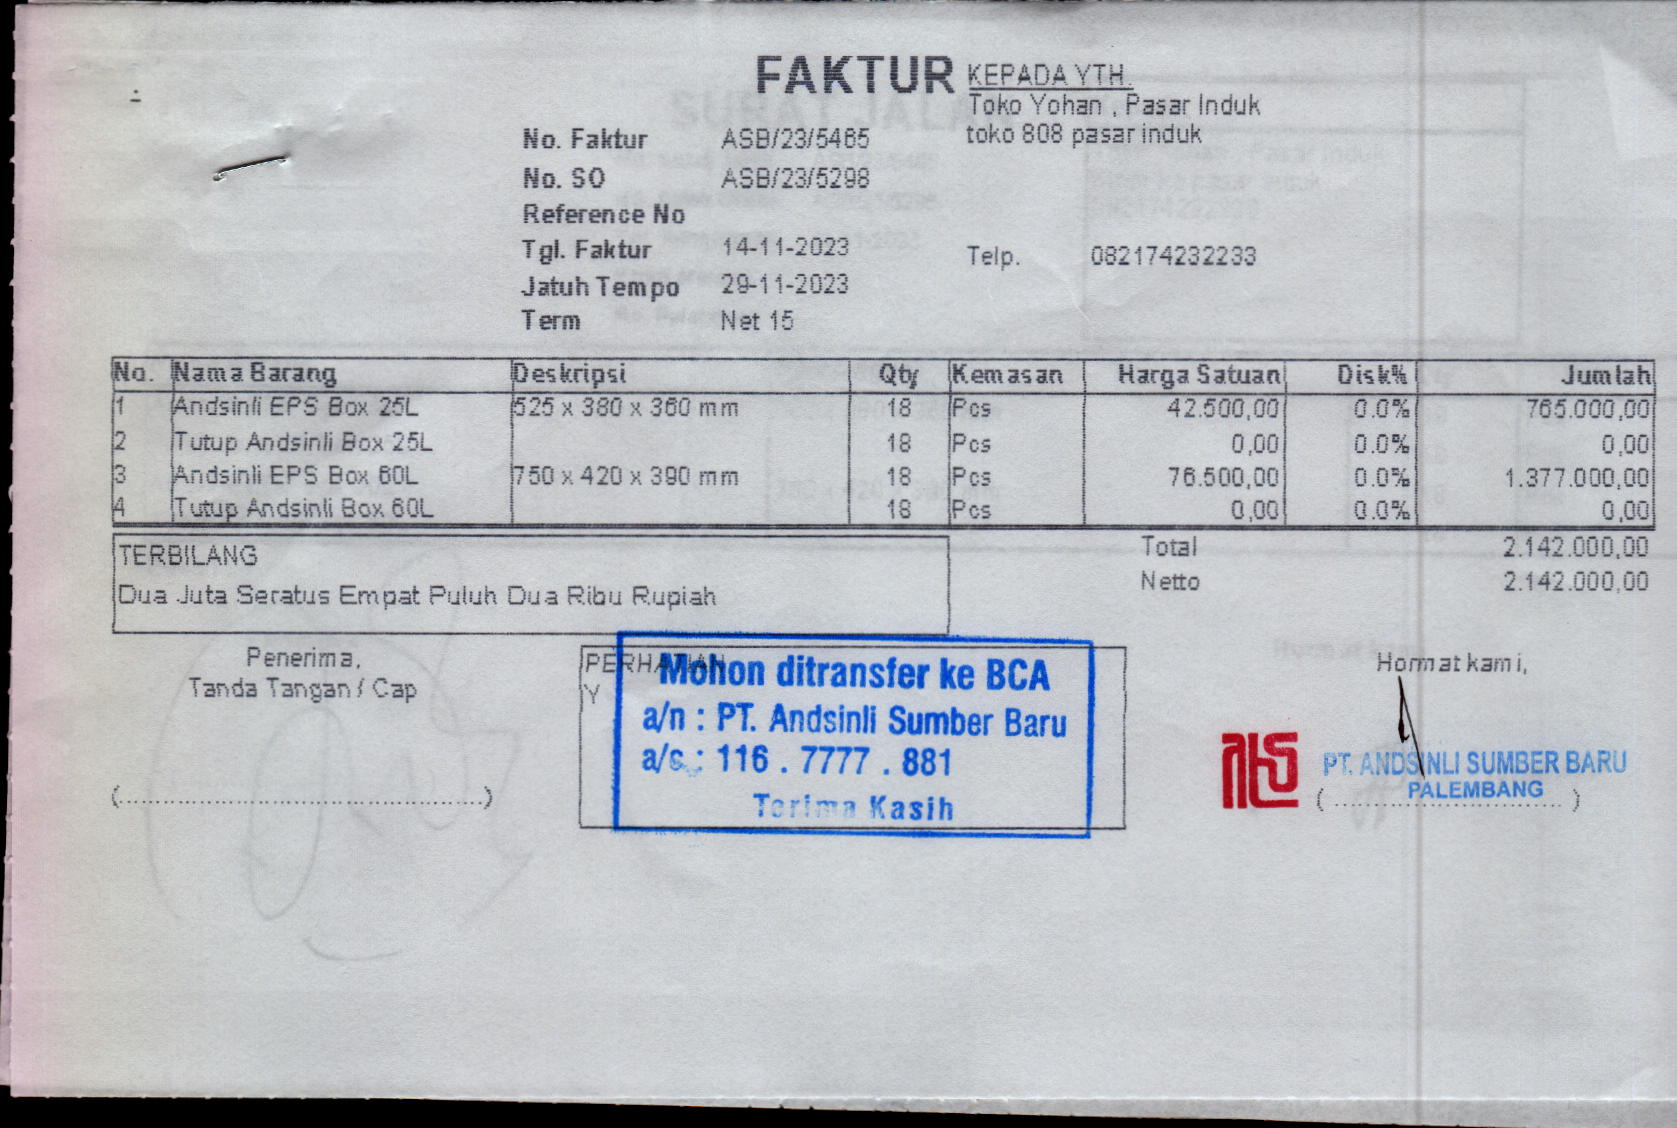 FAKTUR
KEPADA YTH.
Toko Yohan , Pasar Induk
toko 808 pasar induk
No. Faktur ASB/23/5465
No. SO ASB/23/5298
Reference No
Tgl. Faktur 14-11-2023
Telp. 082174232233
Jatuh Tempo 29-11-2023
Term Net 15
No. Nama Barang Deskripsi Qty Kemasan Harga Satuan Disk% Jumlah
1 Andsinli EPS Box 25L 525 x 380 x 360 mm 18 Pcs 42.500,00 0.0% 765.000,00
2 Tutup Andsinli Box 25L 18 Pcs 0,00 0.0% 0,00
3 Andsinli EPS Box 60L 750 x 420 x 390 mm 18 Pcs 76.500,00 0.0% 1.377.000,00
4 Tutup Andsinli Box 60L 18 Pcs 0,00 0.0% 0,00
TERBILANG
Dua Juta Seratus Empat Puluh Dua Ribu Rupiah
Total 2.142.000,00
Netto 2.142.000,00
Penerima,
Tanda Tangan / Cap
(...............................................)
PERHATIAN
Y
Mohon ditransfer ke BCA
a/n : PT. Andsinli Sumber Baru
a/c : 116 . 7777 . 881
Terima Kasih
Hormat kami,
PT. ANDSINLI SUMBER BARU
PALEMBANG
( .............................. )